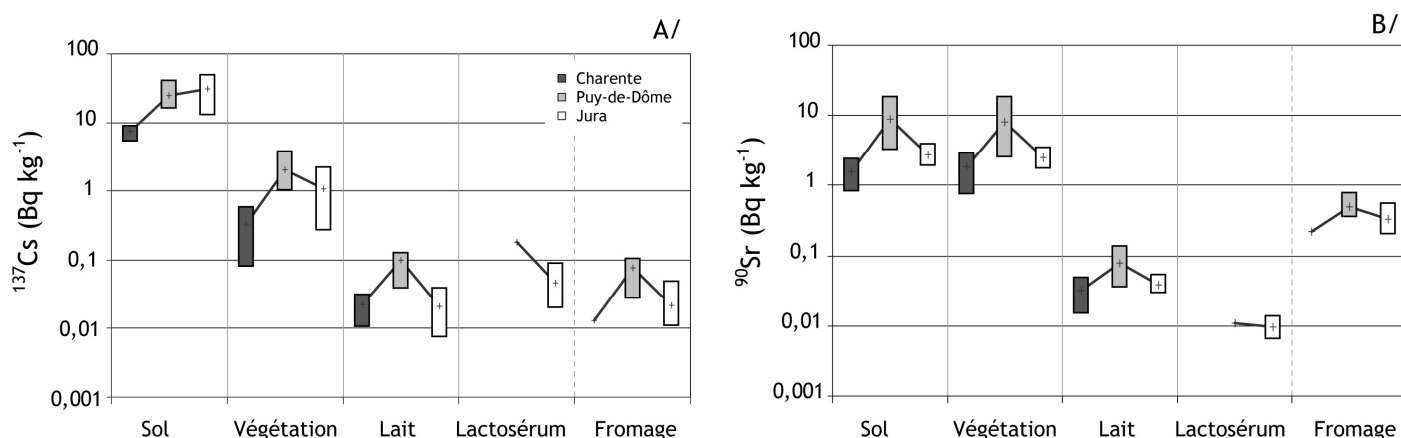 A/
100
10
1
0,1
0,01
0,001
¹³⁷Cs (Bq kg⁻¹)
Charente
Puy-de-Dôme
Jura
Sol Végétation Lait Lactosérum Fromage
B/
100
10
1
0,1
0,01
0,001
⁹⁰Sr (Bq kg⁻¹)
Sol Végétation Lait Lactosérum Fromage